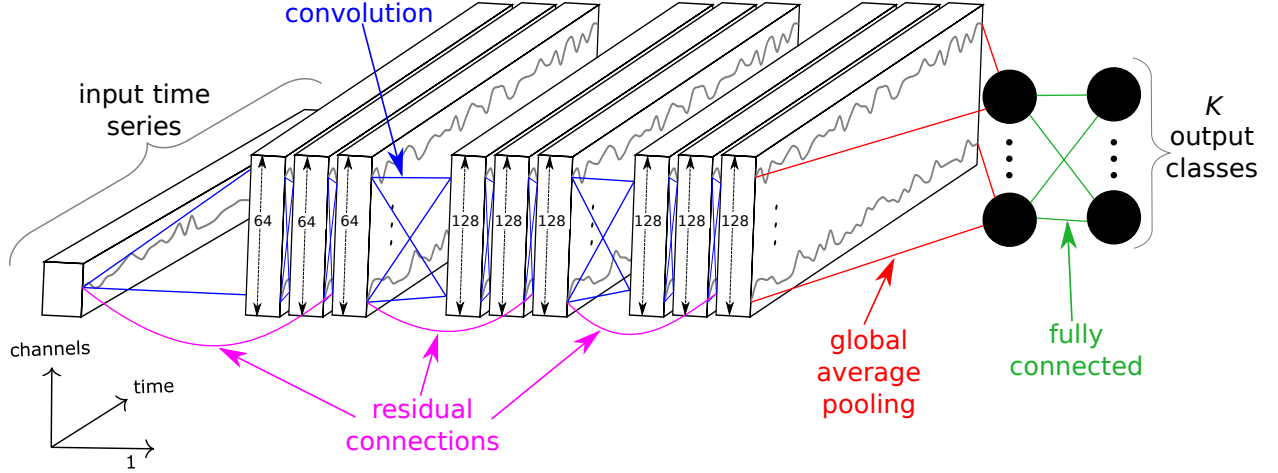 convolution
input time
series
K
output
classes
64
64
64
128
128
128
128
128
128
channels
time
1
residual
connections
global
average
pooling
fully
connected